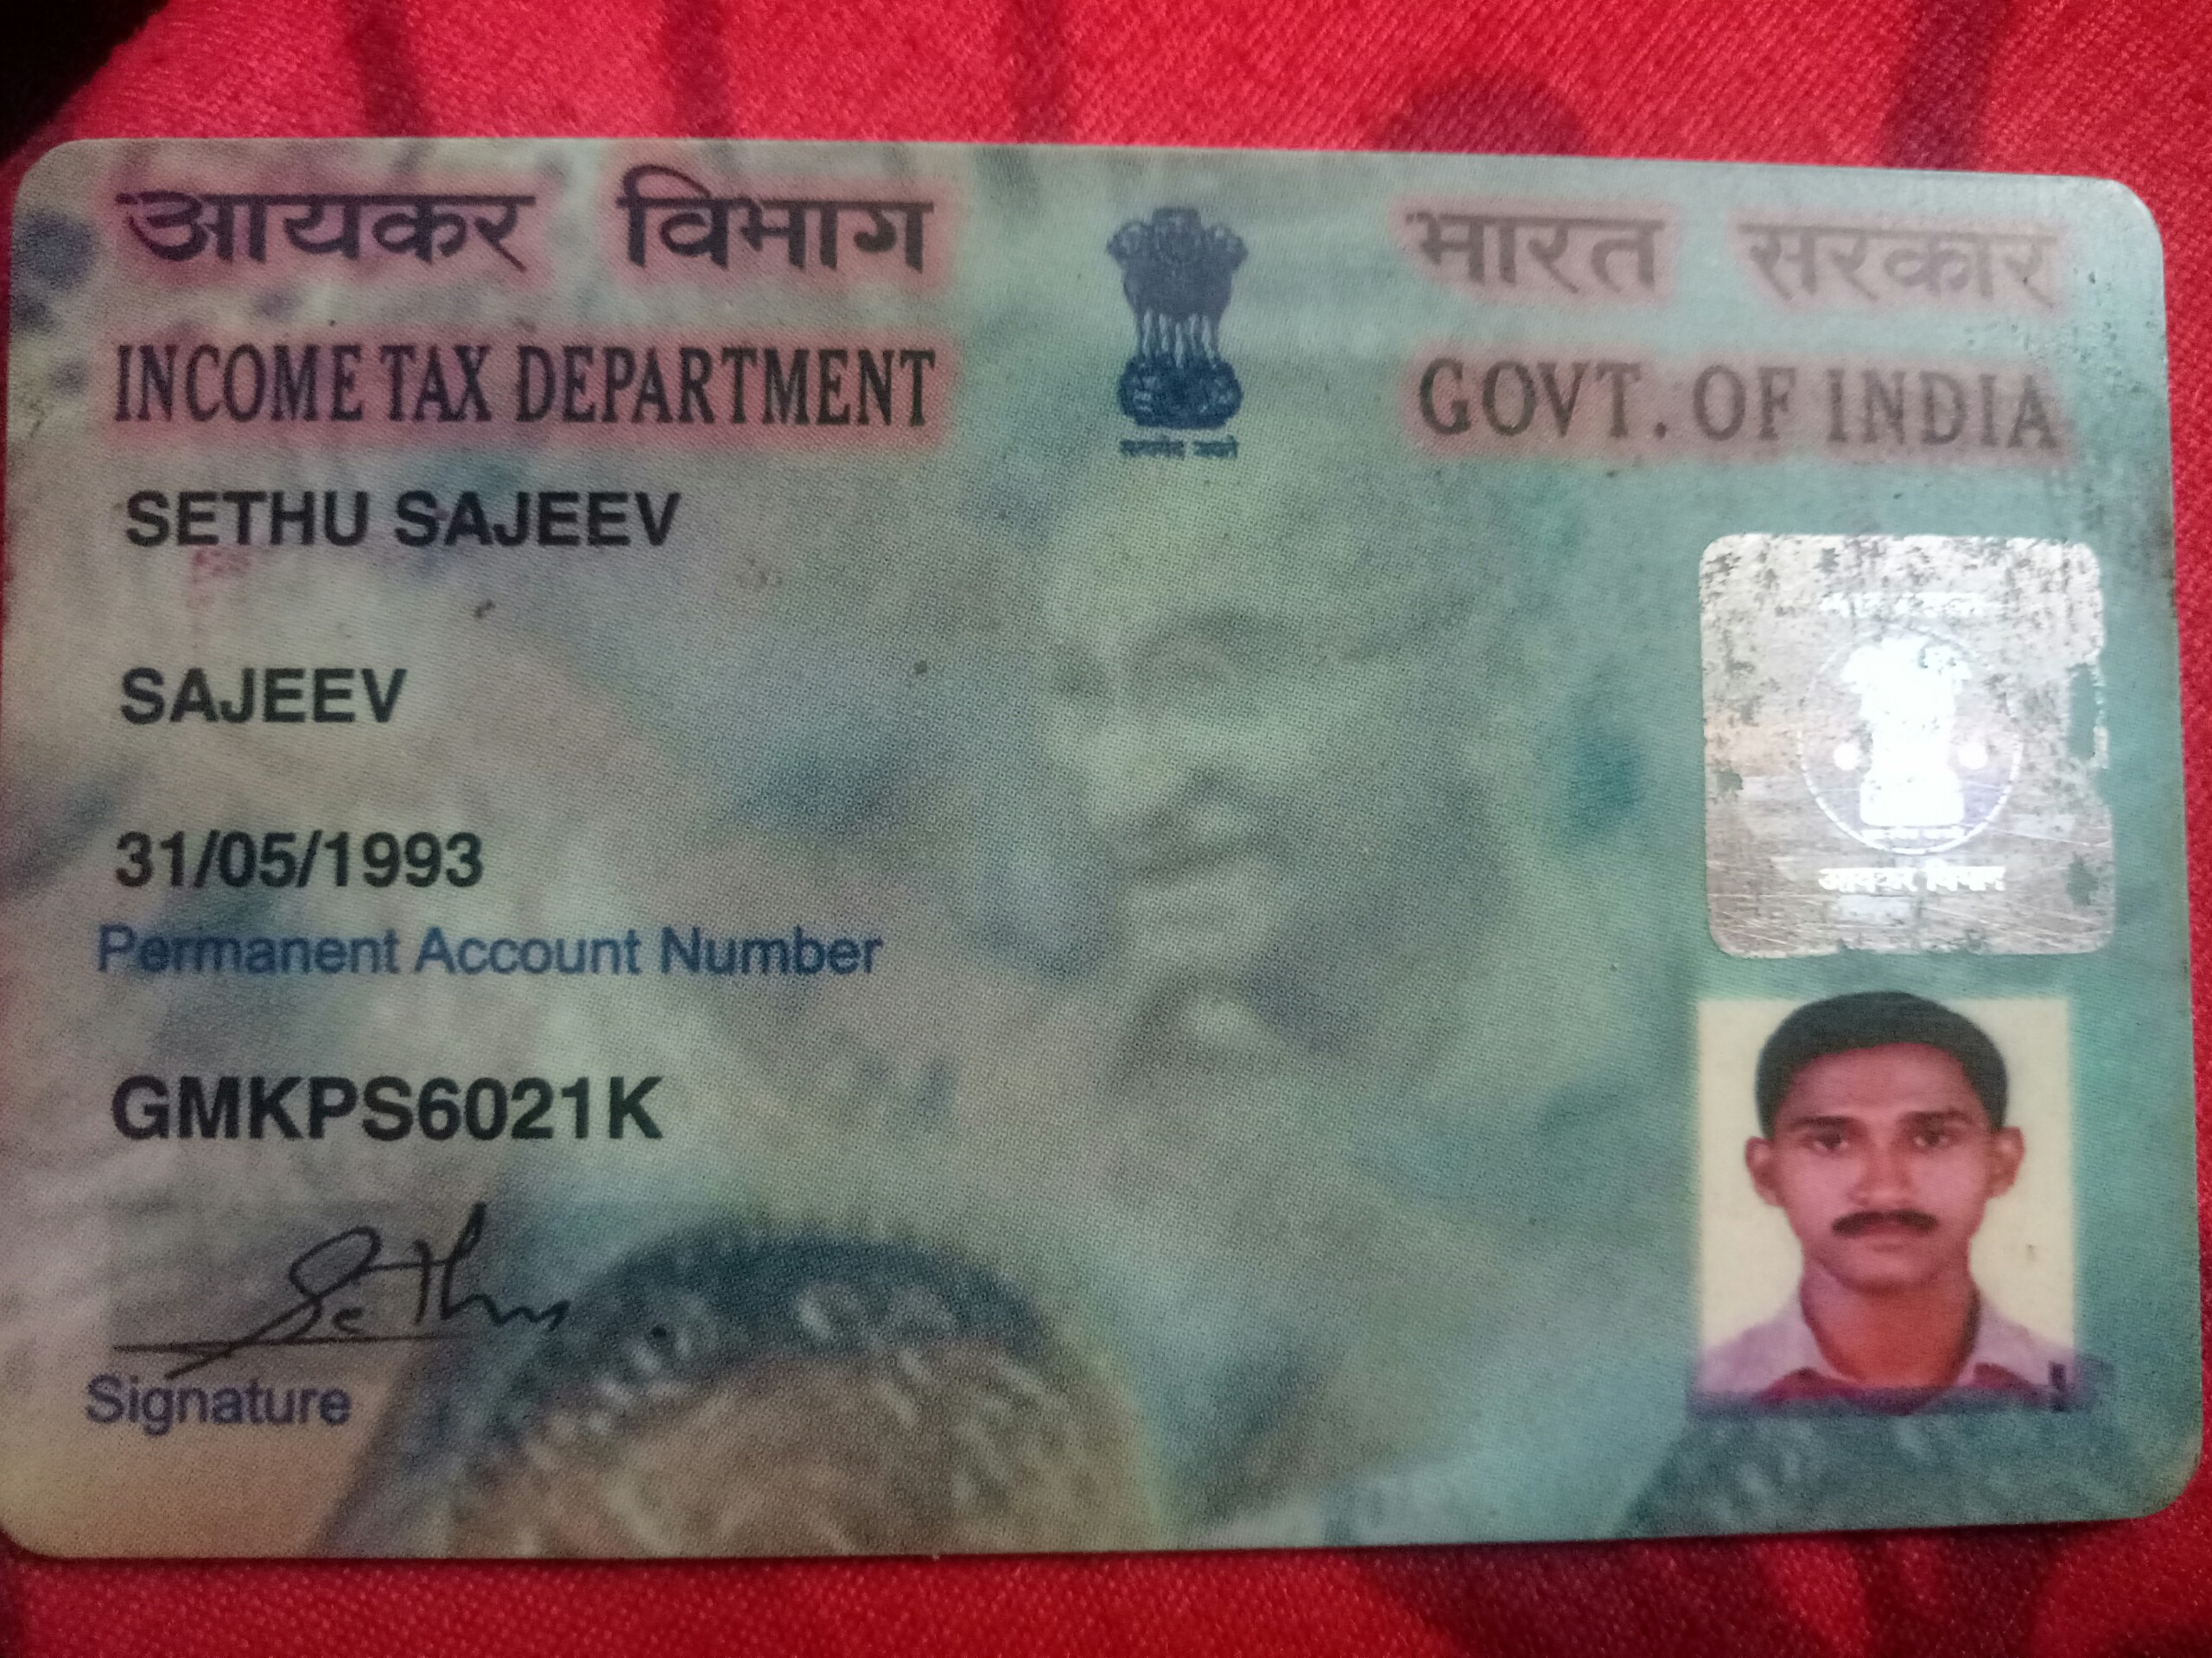 आयकर विभाग
INCOME TAX DEPARTMENT
भारत सरकार
GOVT. OF INDIA
सत्यमेव जयते
SETHU SAJEEV
SAJEEV
31/05/1993
Permanent Account Number
GMKPS6021K
Sethu
Signature
आयकर विभाग